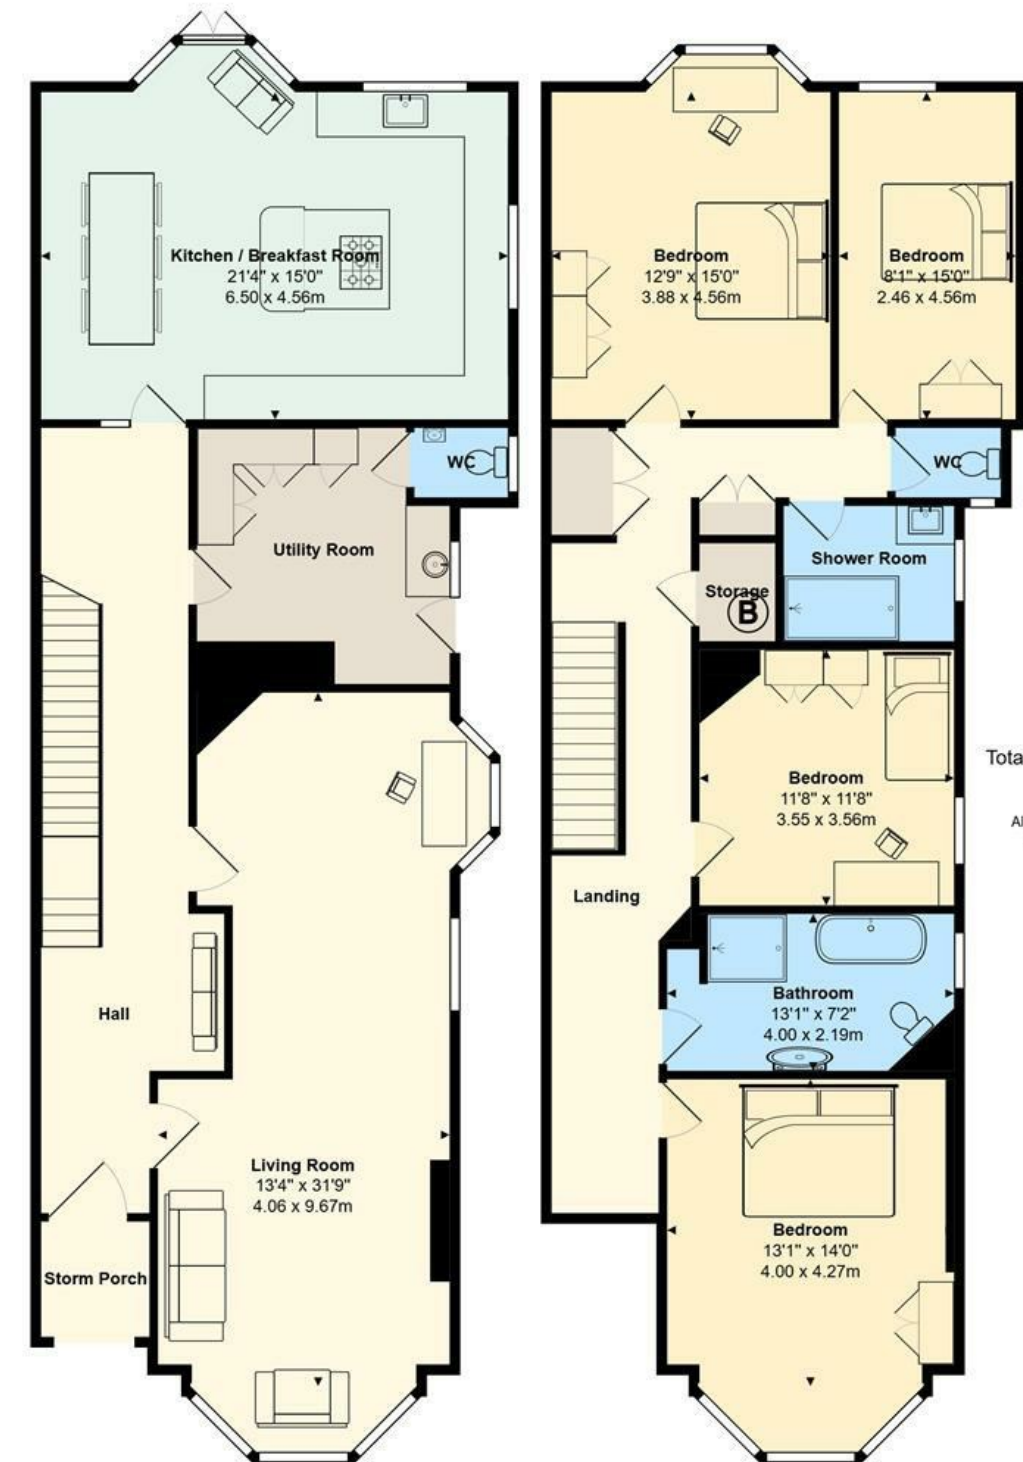 Kitchen / Breakfast Room
21'4" x 15'0"
6.50 x 4.56m
WC
Utility Room
Hall
Living Room
13'4" x 31'9"
4.06 x 9.67m
Storm Porch
Bedroom
12'9" x 15'0"
3.88 x 4.56m
Bedroom
8'1" x 15'0"
2.46 x 4.56m
WC
Shower Room
Storage
B
Bedroom
11'8" x 11'8"
3.55 x 3.56m
Landing
Bathroom
13'1" x 7'2"
4.00 x 2.19m
Bedroom
13'1" x 14'0"
4.00 x 4.27m
Tota